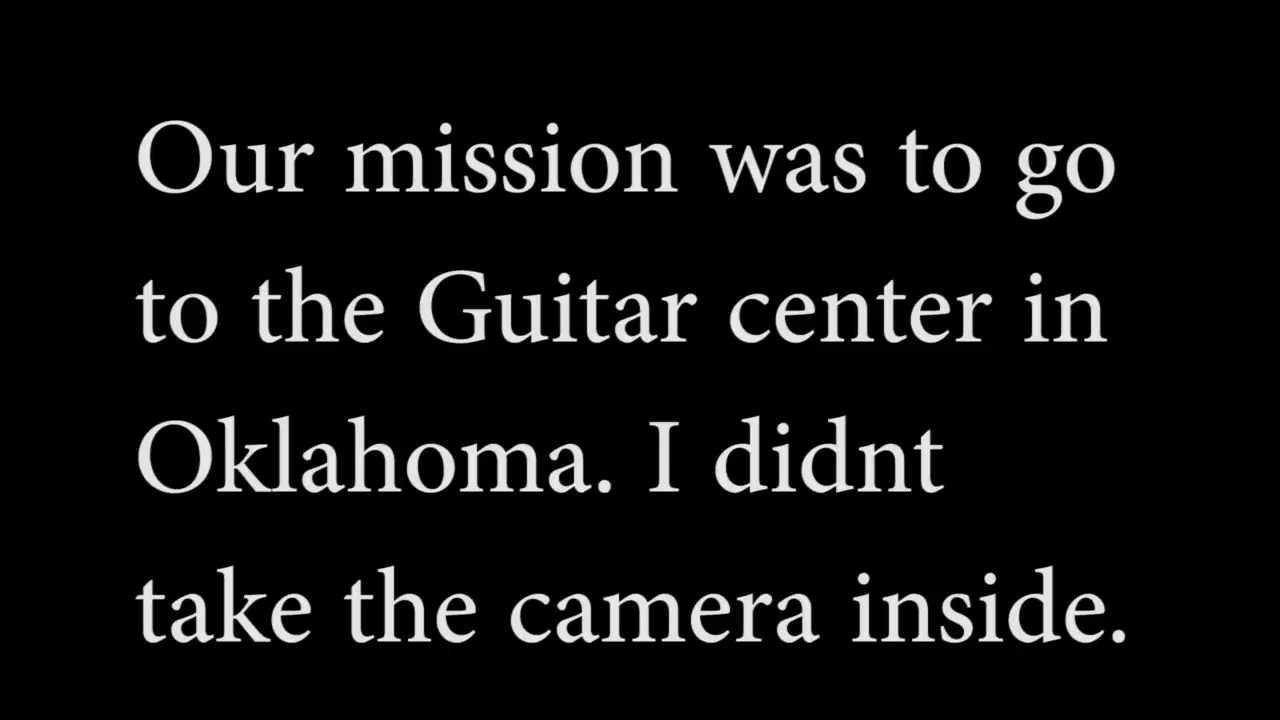 Our mission was to go
to the Guitar center in
Oklahoma. I didnt
take the camera inside.